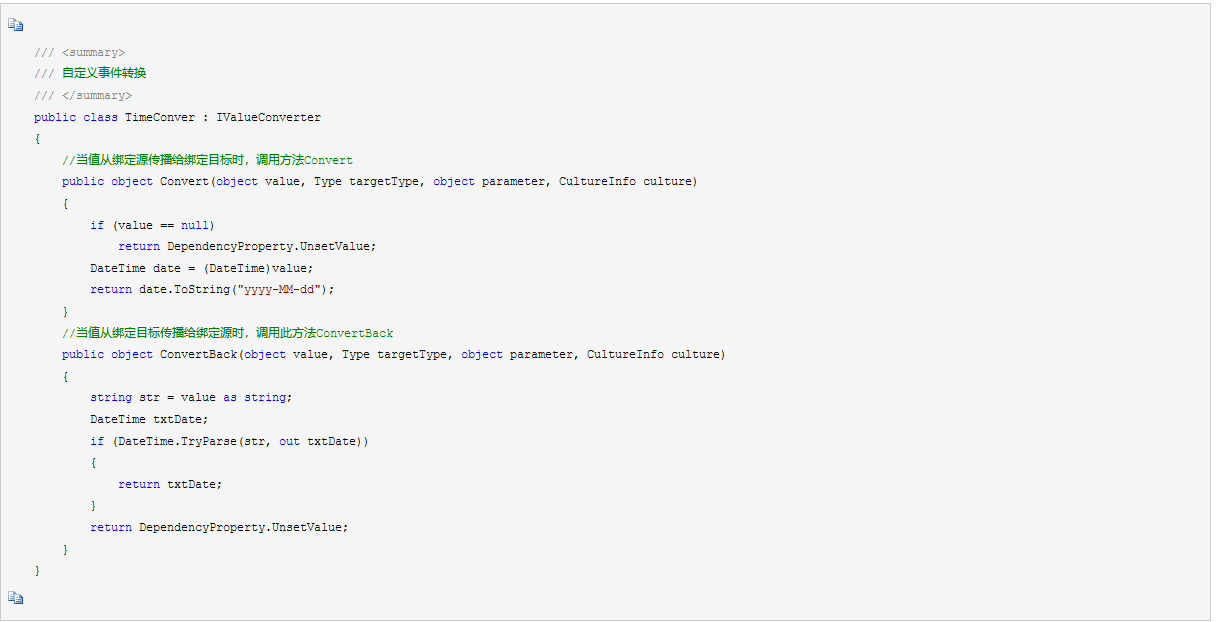 /// <summary>
/// 自定义事件转换
/// </summary>
public class TimeConver : IValueConverter
{
    //当值从绑定源传播给绑定目标时，调用方法Convert
    public object Convert(object value, Type targetType, object parameter, CultureInfo culture)
    {
        if (value == null)
            return DependencyProperty.UnsetValue;
        DateTime date = (DateTime)value;
        return date.ToString("yyyy-MM-dd");
    }
    //当值从绑定目标传播给绑定源时，调用此方法ConvertBack
    public object ConvertBack(object value, Type targetType, object parameter, CultureInfo culture)
    {
        string str = value as string;
        DateTime txtDate;
        if (DateTime.TryParse(str, out txtDate))
        {
            return txtDate;
        }
        return DependencyProperty.UnsetValue;
    }
}